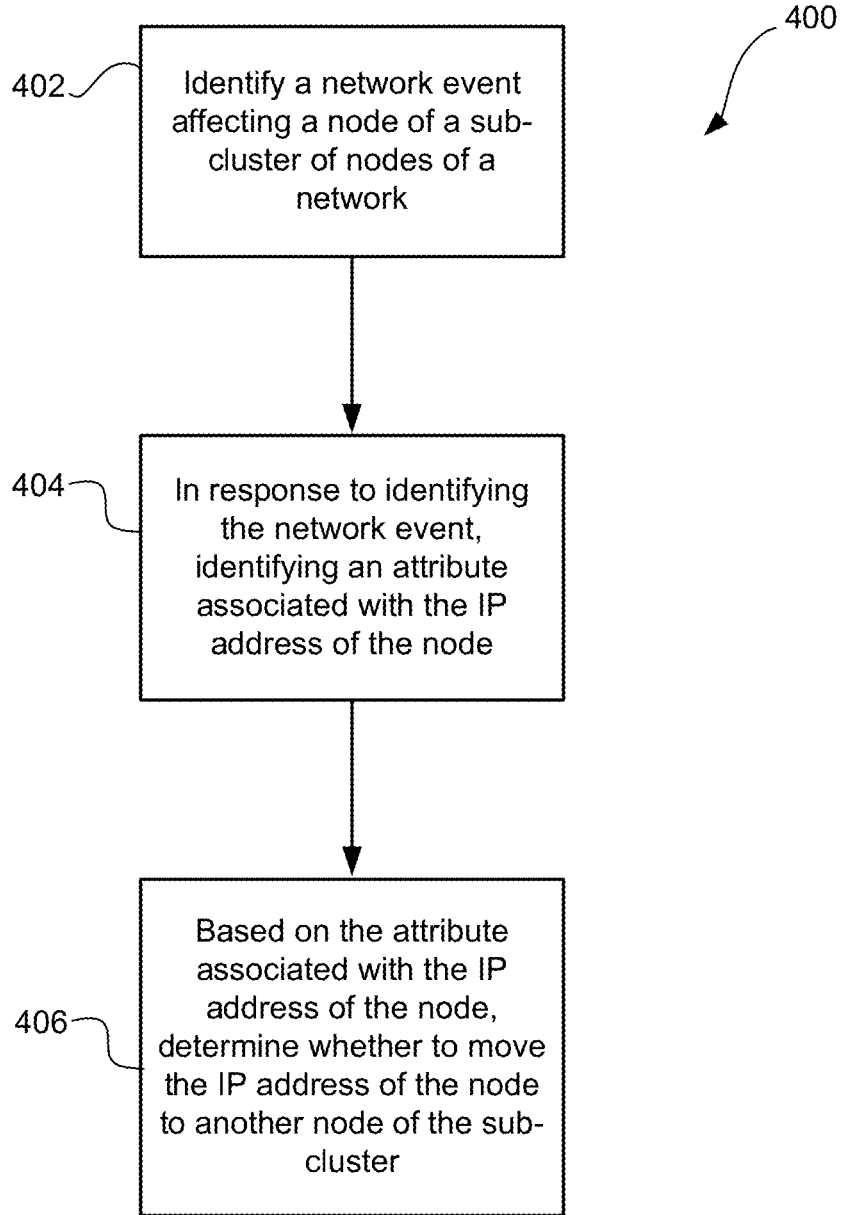 400
402
Identify a network event
affecting a node of a sub-
cluster of nodes of a
network
404
In response to identifying
the network event,
identifying an attribute
associated with the IP
address of the node
406
Based on the attribute
associated with the IP
address of the node,
determine whether to move
the IP address of the node
to another node of the sub-
cluster